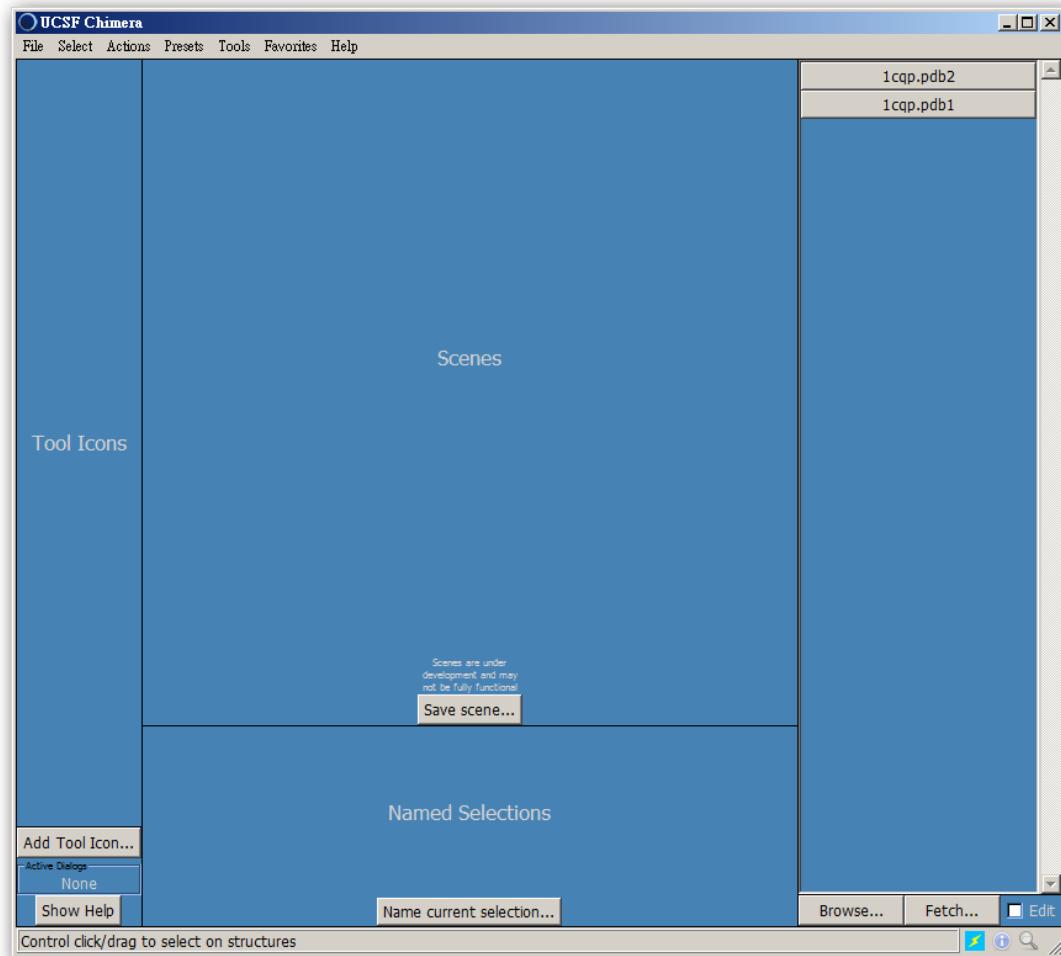 UCSF Chimera
File Select Actions Presets Tools Favorites Help
1cqp.pdb2
1cqp.pdb1
Scenes
Tool Icons
Scenes are under
development and may
not be fully functional
Save scene...
Named Selections
Add Tool Icon...
Active Dialogs
None
Show Help
Name current selection...
Browse...
Fetch...
Edit
Control click/drag to select on structures